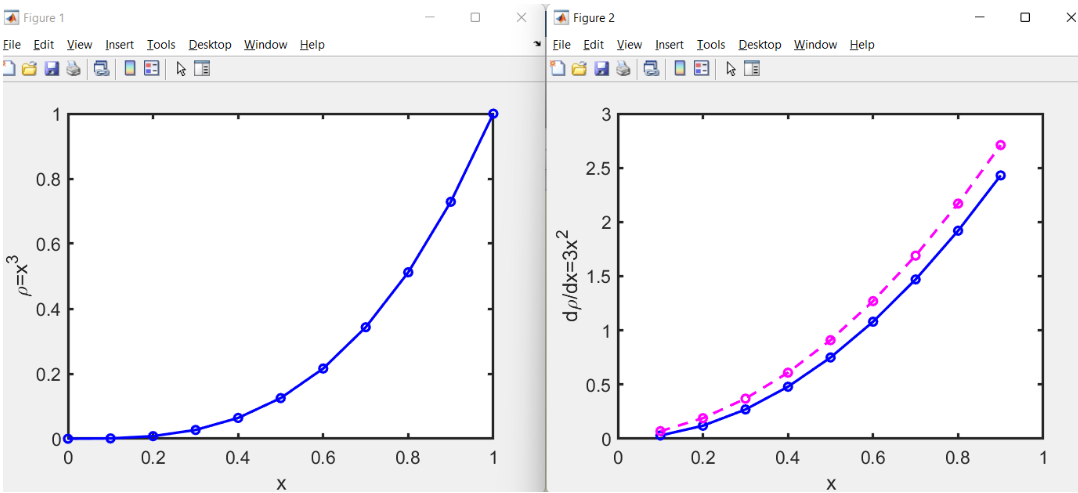 Figure 1
File Edit View Insert Tools Desktop Window Help
1
0.8
0.6
0.4
0.2
0
ρ=x³
0 0.2 0.4 0.6 0.8 1
x
Figure 2
File Edit View Insert Tools Desktop Window Help
3
2.5
2
1.5
1
0.5
0
dρ/dx=3x²
0 0.2 0.4 0.6 0.8 1
x